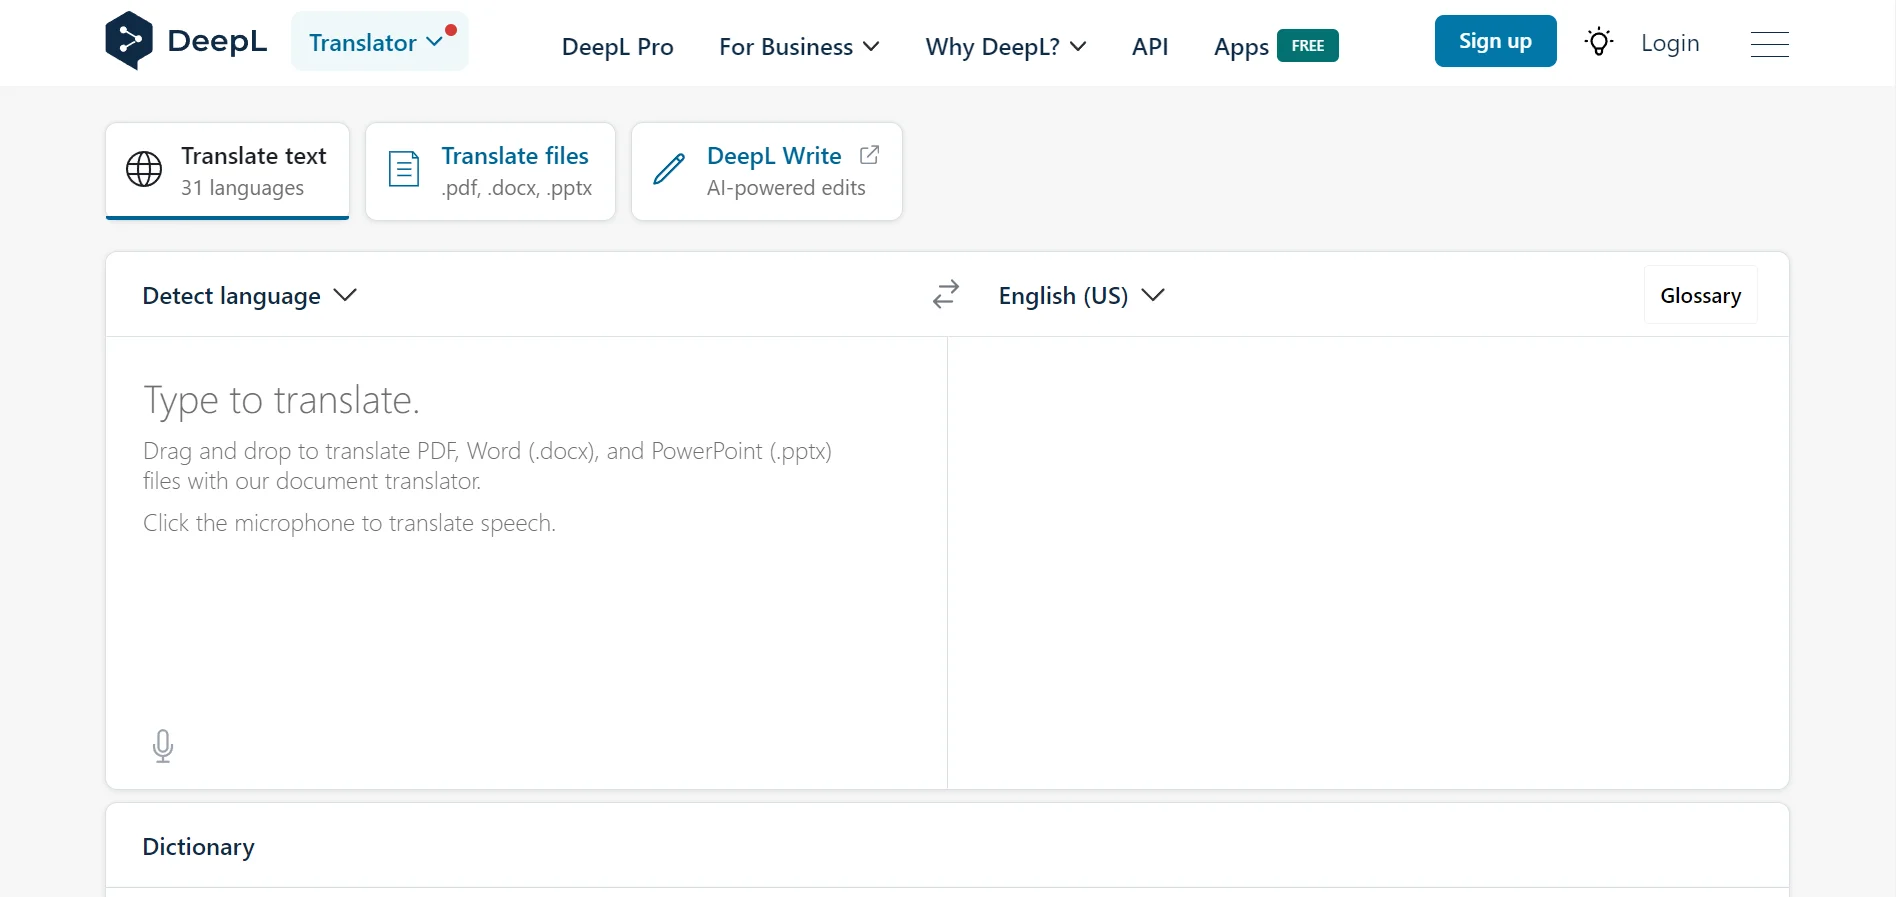 DeepL
Translator
DeepL Pro
For Business
Why DeepL?
API
Apps FREE
Sign up
Login
Translate text
31 languages
Translate files
.pdf, .docx, .pptx
DeepL Write
AI-powered edits
Detect language
English (US)
Glossary
Type to translate.
Drag and drop to translate PDF, Word (.docx), and PowerPoint (.pptx)
files with our document translator.
Click the microphone to translate speech.
Dictionary